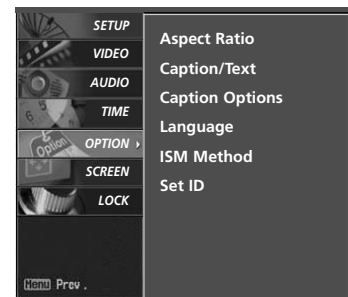 SETUP
VIDEO
AUDIO
TIME
OPTION
SCREEN
LOCK
Menu Prev.
Aspect Ratio
Caption/Text
Caption Options
Language
ISM Method
Set ID